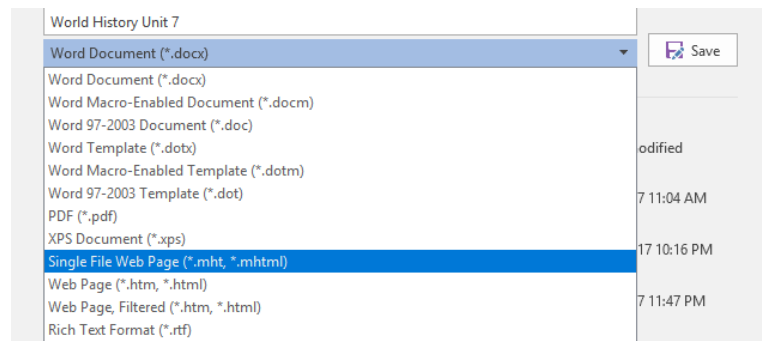 World History Unit 7
Word Document (*.docx)
Save
Word Document (*.docx)
Word Macro-Enabled Document (*.docm)
Word 97-2003 Document (*.doc)
Word Template (*.dotx)
odified
Word Macro-Enabled Template (*.dotm)
Word 97-2003 Template (*.dot)
7 11:04 AM
PDF (*.pdf)
XPS Document (*.xps)
17 10:16 PM
Single File Web Page (*.mht, *.mhtml)
Web Page (*.htm, *.html)
Web Page, Filtered (*.htm, *.html)
7 11:47 PM
Rich Text Format (*.rtf)